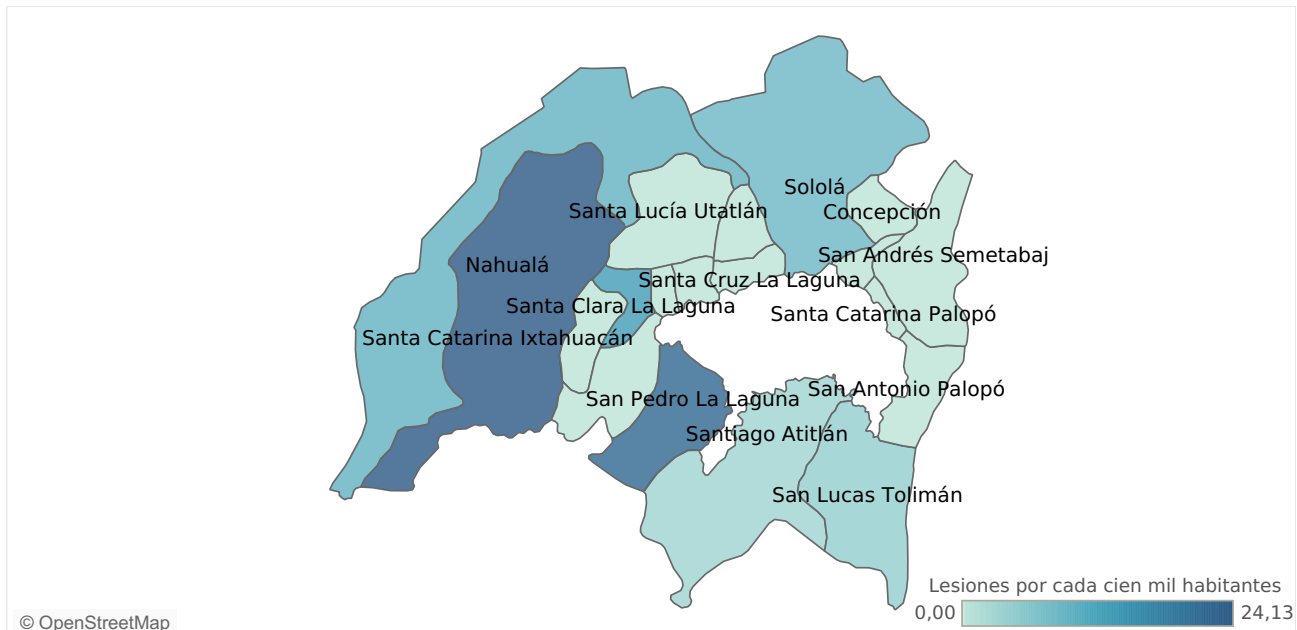 Sololá
Santa Lucía Utatlán
Concepción
San Andrés Semetabaj
Nahualá
Santa Cruz La Laguna
Santa Clara La Laguna
Santa Catarina Palopó
Santa Catarina Ixtahuacán
San Antonio Palopó
San Pedro La Laguna
Santiago Atitlán
San Lucas Tolimán
Lesiones por cada cien mil habitantes
0,00
24,13
© OpenStreetMap